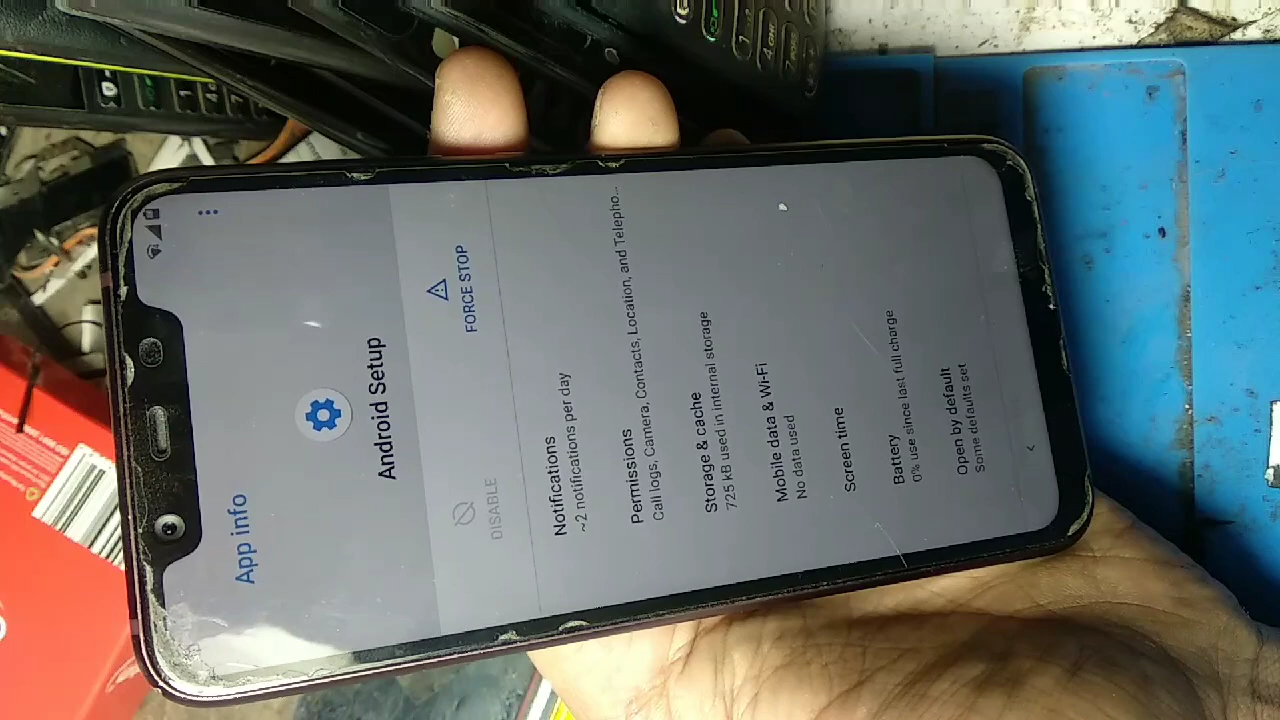 App info
Android Setup
DISABLE
FORCE STOP
Notifications
~2 notifications per day
Permissions
Call logs, Camera, Contacts, Location, and Telepho..
Storage & cache
725 kB used in internal storage
Mobile data & Wi-Fi
No data used
Screen time
Battery
0% use since last full charge
Open by default
Some defaults set